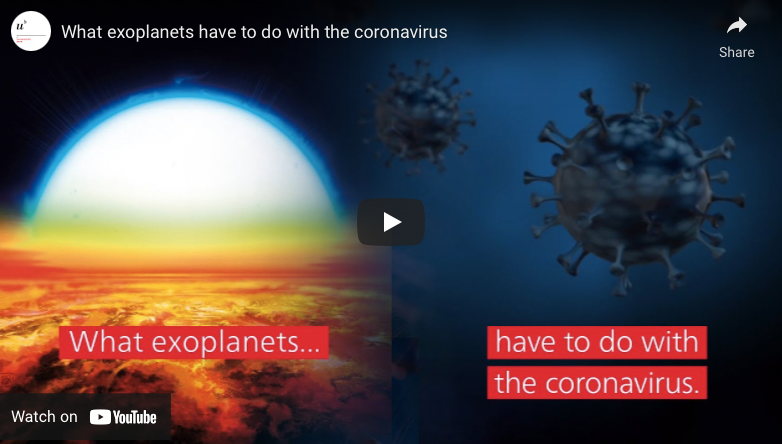 u
What exoplanets have to do with the coronavirus
Share
What exoplanets...
have to do with
the coronavirus.
Watch on YouTube